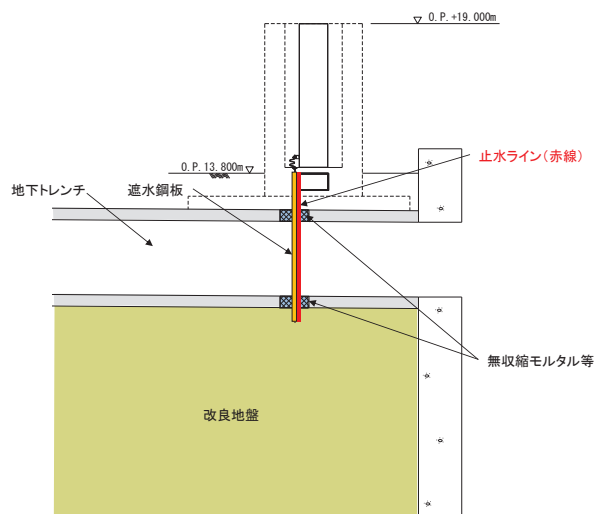 O.P.+19.000m
止水ライン(赤線)
O.P.13.800m
地下トレンチ
遮水鋼板
無収縮モルタル等
改良地盤